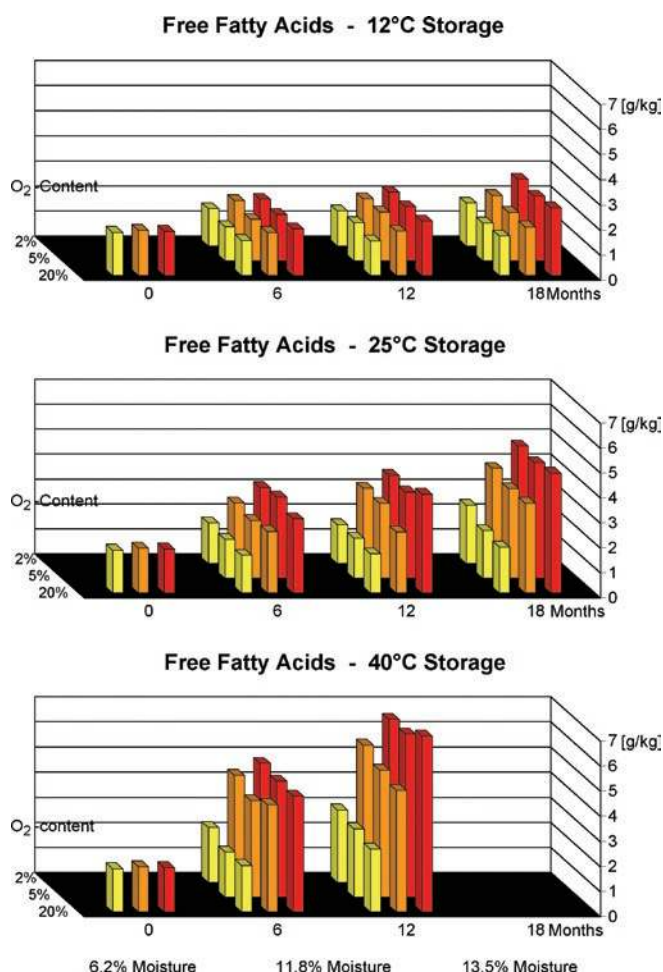 Free Fatty Acids - 12°C Storage
7 [g/kg]
6
5
4
O2-Content
3
2
2%
1
5%
20%
0
0 6 12 18 Months
Free Fatty Acids - 25°C Storage
7 [g/kg]
6
5
4
O2-Content
3
2
2%
1
5%
20%
0
0 6 12 18 Months
Free Fatty Acids - 40°C Storage
7 [g/kg]
6
5
4
O2-content
3
2
2%
1
5%
20%
0
0 6 12 18 Months
6.2% Moisture 11.8% Moisture 13.5% Moisture